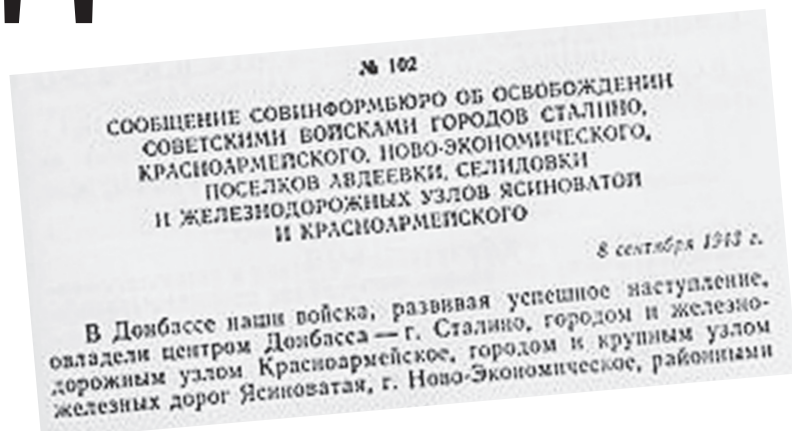 № 102
СООБЩЕНИЕ СОВИНФОРМБЮРО ОБ ОСВОБОЖДЕНИИ
СОВЕТСКИМИ ВОЙСКАМИ ГОРОДОВ СТАЛИНО,
КРАСНОАРМЕЙСКОГО, НОВО-ЭКОНОМИЧЕСКОГО,
ПОСЕЛКОВ АВДЕЕВКИ, СЕЛИДОВКИ
И ЖЕЛЕЗНОДОРОЖНЫХ УЗЛОВ ЯСИНОВАТОЙ
И КРАСНОАРМЕЙСКОГО
8 сентября 1943 г.
В Донбассе наши войска, развивая успешное наступление,
овладели центром Донбасса — г. Сталино, городом и железно-
дорожным узлом Красноармейское, городом и крупным узлом
железных дорог Ясиноватая, г. Ново-Экономическое, районными